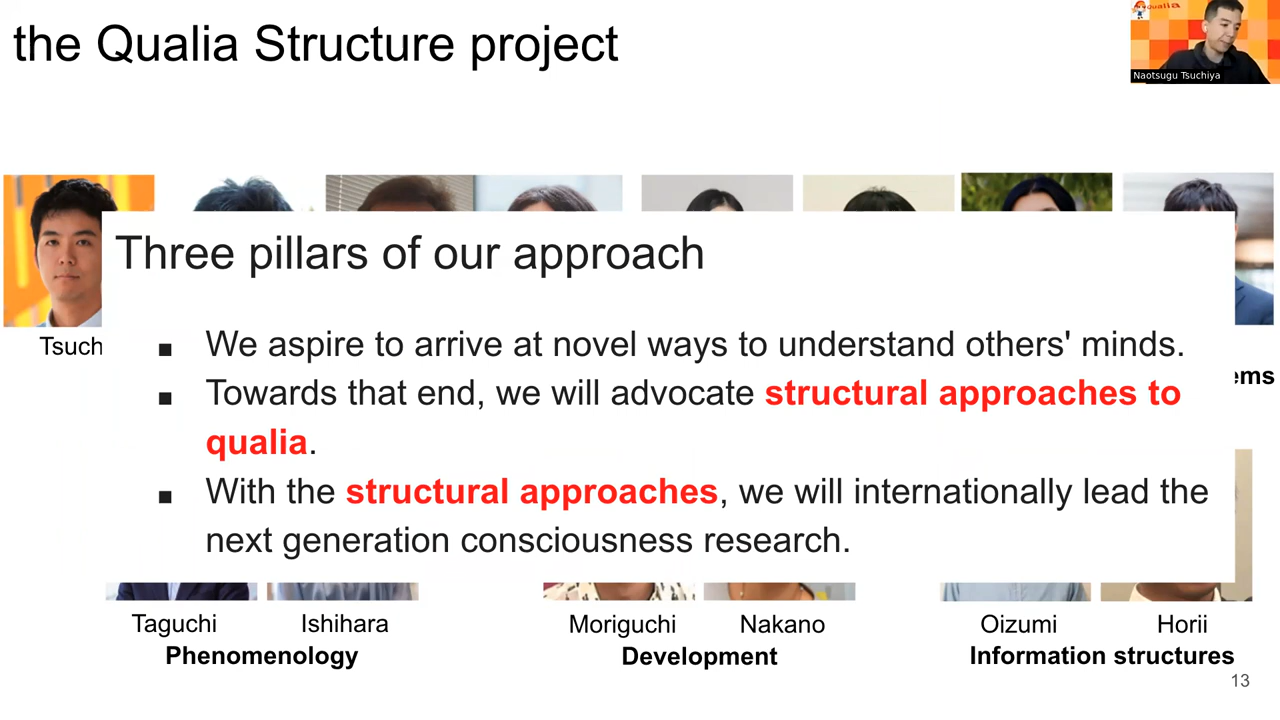 the Qualia Structure project
Qualia
Naotsugu Tsuchiya
Three pillars of our approach
Tsuch
▪ We aspire to arrive at novel ways to understand others' minds.
ems
▪ Towards that end, we will advocate structural approaches to
qualia.
▪ With the structural approaches, we will internationally lead the
next generation consciousness research.
Taguchi Ishihara Moriguchi Nakano Oizumi Horii
Phenomenology Development Information structures
13